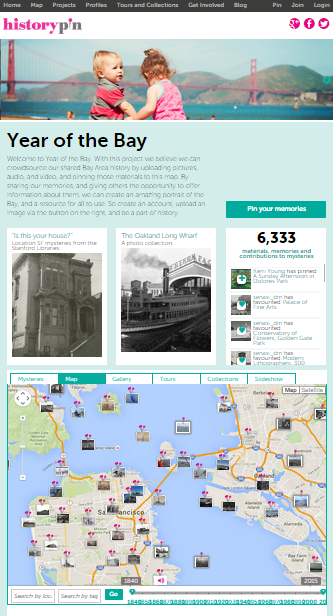 Home Map Projects Profiles Tours and Collections Get Involved Blog Pin Join Login
historypin
Year of the Bay
Welcome to Year of the Bay. With this project we believe we can
crowdsource our shared Bay Area history by uploading pictures,
audio, and video, and pinning those materials to this map. By
sharing our memories, and giving others the opportunity to offer
information about them, we can create an amazing portrait of the
Bay, and a resource for all to use. So create an account, upload an
image via the button on the right, and be a part of history.
Pin your memories
"Is this your house?"
Location SF mysteries from the
Stanford Libraries
The Oakland Long Wharf
A photo collection
6,333
materials, memories and
contributions to mysteries
Young has pinned
A Sunday Afternoon in
Dolores Park
has
favourited Palace of
Fine Arts
has
favourited
Conservatory of
Flowers, Golden Gate
Park
has
favourited Modern
Lithographers, 300
Mysteries Map Gallery Tours Collections Slideshow
Map Satellite
Berkeley
Oakland
San Francisco
Alameda
Alameda
1840
2015
Search by loc
Search by tag
Go